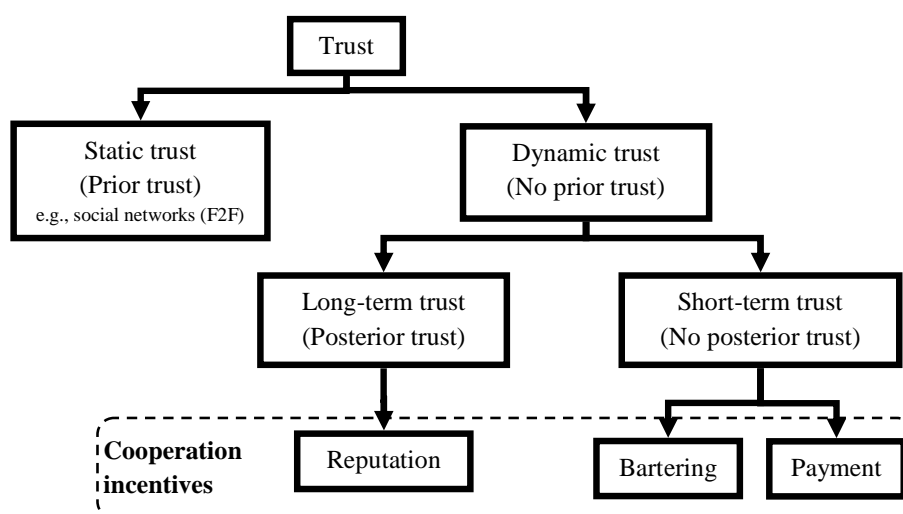 Trust
Static trust
(Prior trust)
e.g., social networks (F2F)
Dynamic trust
(No prior trust)
Long-term trust
(Posterior trust)
Short-term trust
(No posterior trust)
Cooperation
incentives
Reputation
Bartering
Payment